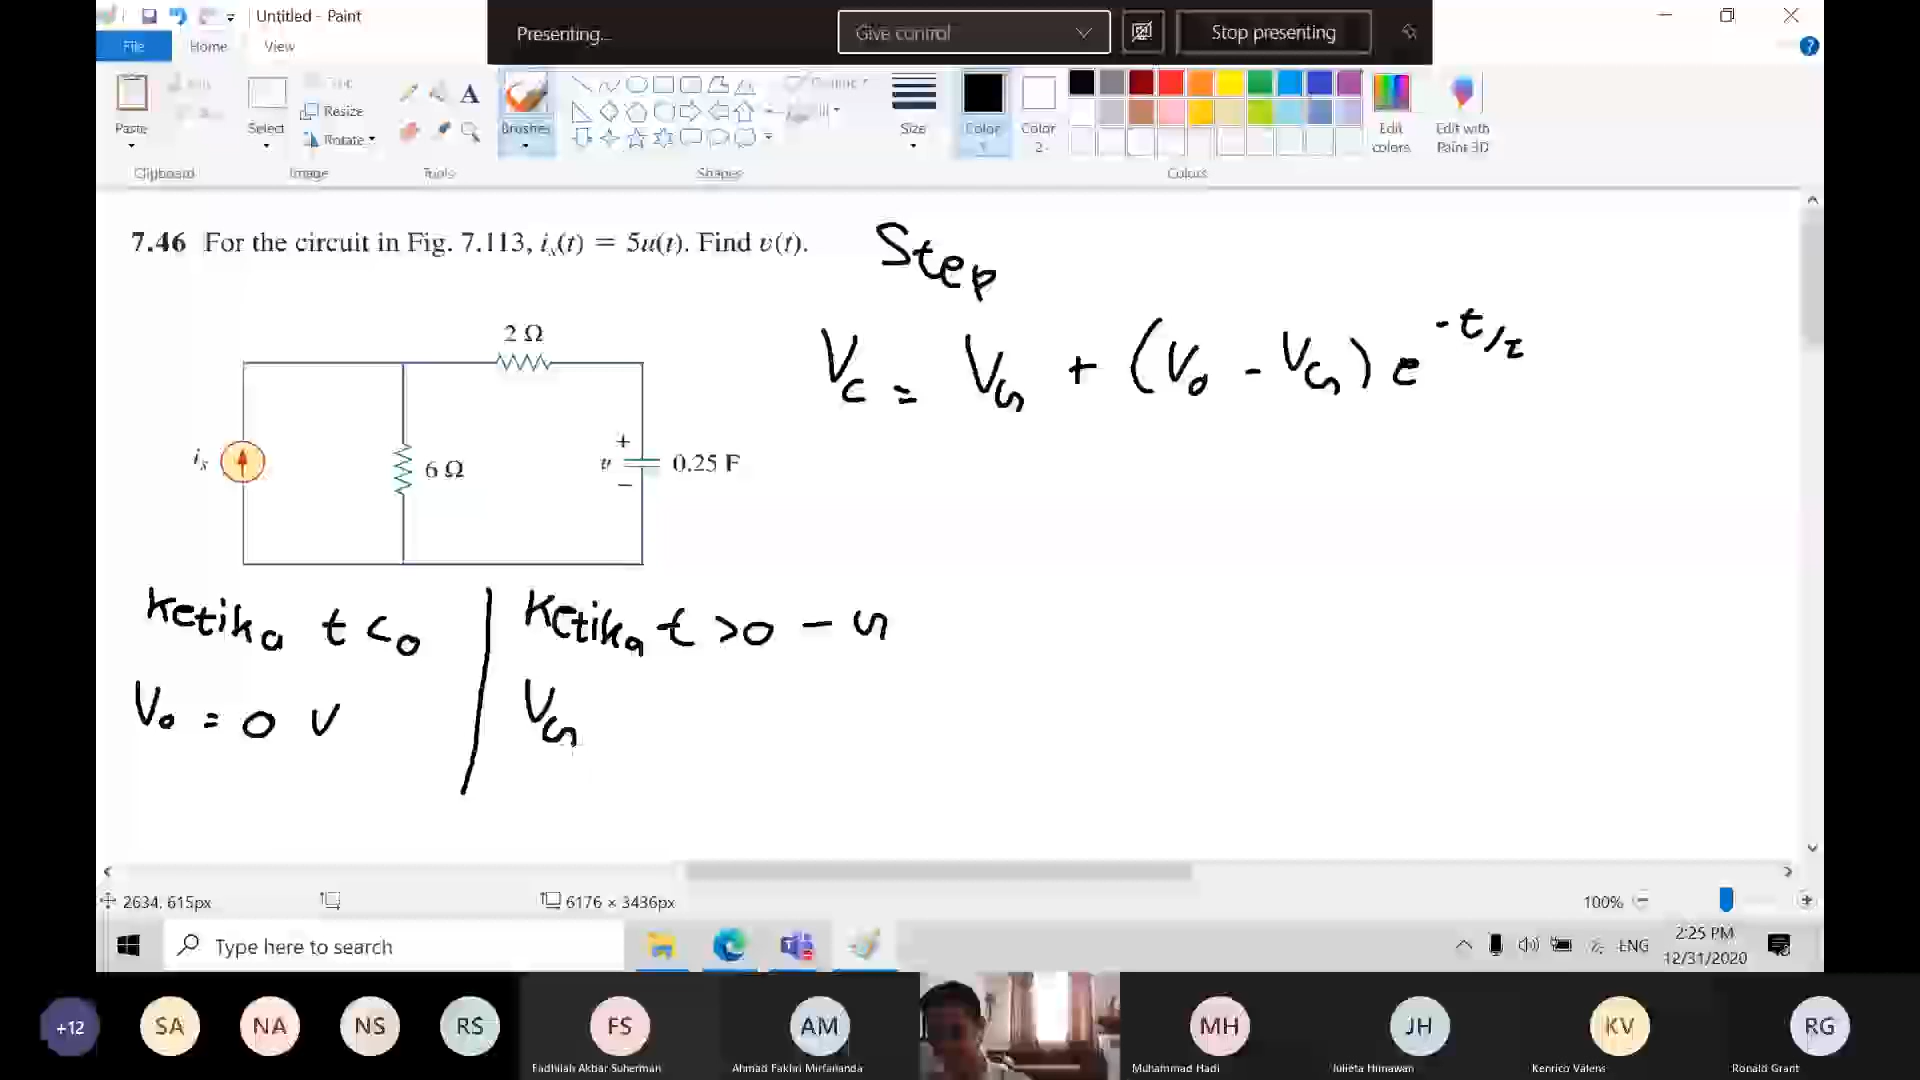 Untitled - Paint
Presenting...
Give control
Stop presenting
File
Home
View
Paste
Select
Resize
Rotate
A
Brushes
Size
Color
Color
2
Edit
colors
Edit with
Paint 3D
Clipboard
Image
Tools
Shapes
Colors
7.46 For the circuit in Fig. 7.113, iₛ(t) = 5u(t). Find v(t).
Step
2 Ω
iₛ
6 Ω
+
v
−
0.25 F
Ketika t < 0
V₀ = 0 V
Ketika t > 0 - ∽
2634, 615px
6176 × 3436px
100%
Type here to search
ENG
2:25 PM
12/31/2020
+12
SA
NA
NS
RS
FS
Fadhilah Akbar Suherman
AM
Ahmad Fakhri Mirfananda
MH
Muhammad Hadi
JH
Julieta Himawan
KV
Kenrico Valens
RG
Ronald Grant